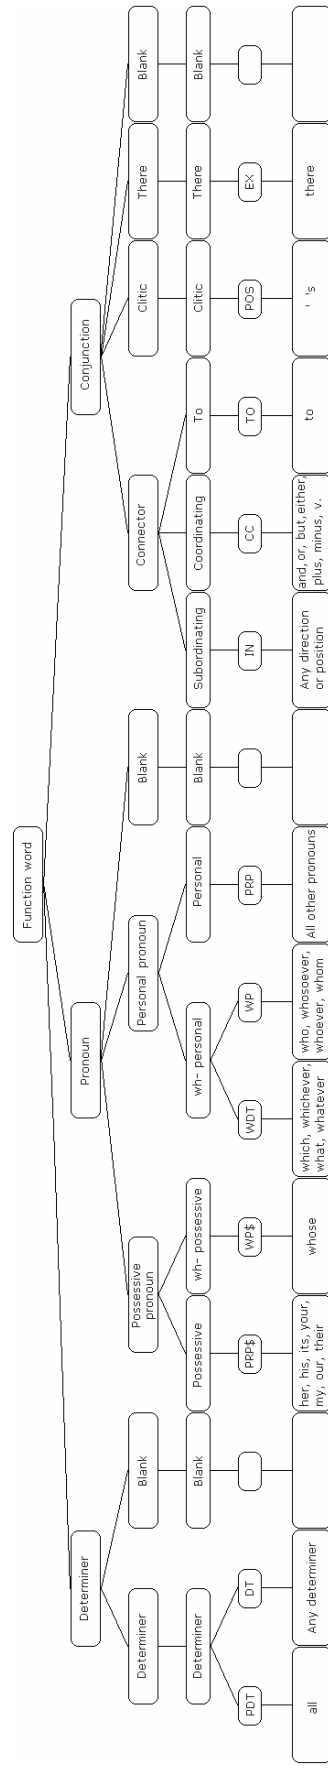 Function word
Determiner
Pronoun
Conjunction
Determiner
Blank
Possessive
pronoun
Personal pronoun
Blank
Connector
Clitic
There
Blank
Determiner
Blank
Possessive
wh- possessive
wh- personal
Personal
Blank
Subordinating
Coordinating
To
Clitic
There
Blank
PDT
DT
PRP$
WP$
WDT
WP
PRP
IN
CC
TO
POS
EX
all
Any determiner
her, his, its, your,
my, our, their
whose
which, whichever,
what, whatever
who, whosoever,
whoever, whom
All other pronouns
Any direction
or position
and, or, but, either,
plus, minus, v.
to
' 's
there